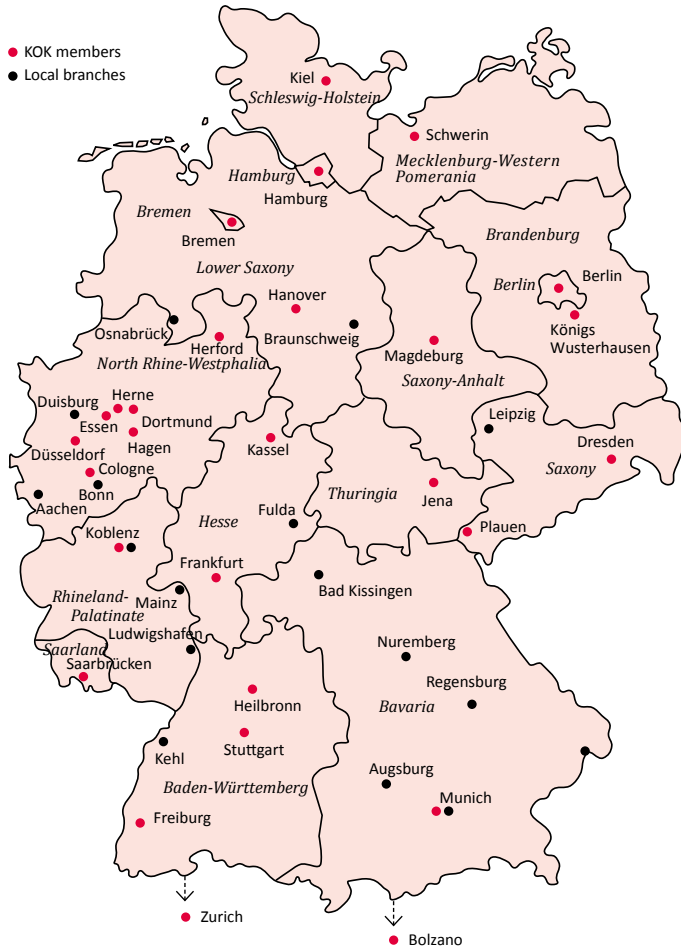 KOK members
Local branches
Kiel
Schleswig-Holstein
Schwerin
Mecklenburg-Western
Pomerania
Hamburg
Hamburg
Bremen
Bremen
Lower Saxony
Brandenburg
Berlin
Berlin
Königs
Wusterhausen
Hanover
Osnabrück
Braunschweig
Herford
North Rhine-Westphalia
Magdeburg
Saxony-Anhalt
Duisburg
Herne
Essen
Dortmund
Hagen
Düsseldorf
Cologne
Bonn
Aachen
Kassel
Leipzig
Dresden
Saxony
Thuringia
Jena
Plauen
Hesse
Fulda
Koblenz
Frankfurt
Bad Kissingen
Rhineland-
Palatinate
Mainz
Ludwigshafen
Saarland
Saarbrücken
Nuremberg
Regensburg
Bavaria
Heilbronn
Stuttgart
Kehl
Baden-Württemberg
Augsburg
Munich
Freiburg
Zurich
Bolzano